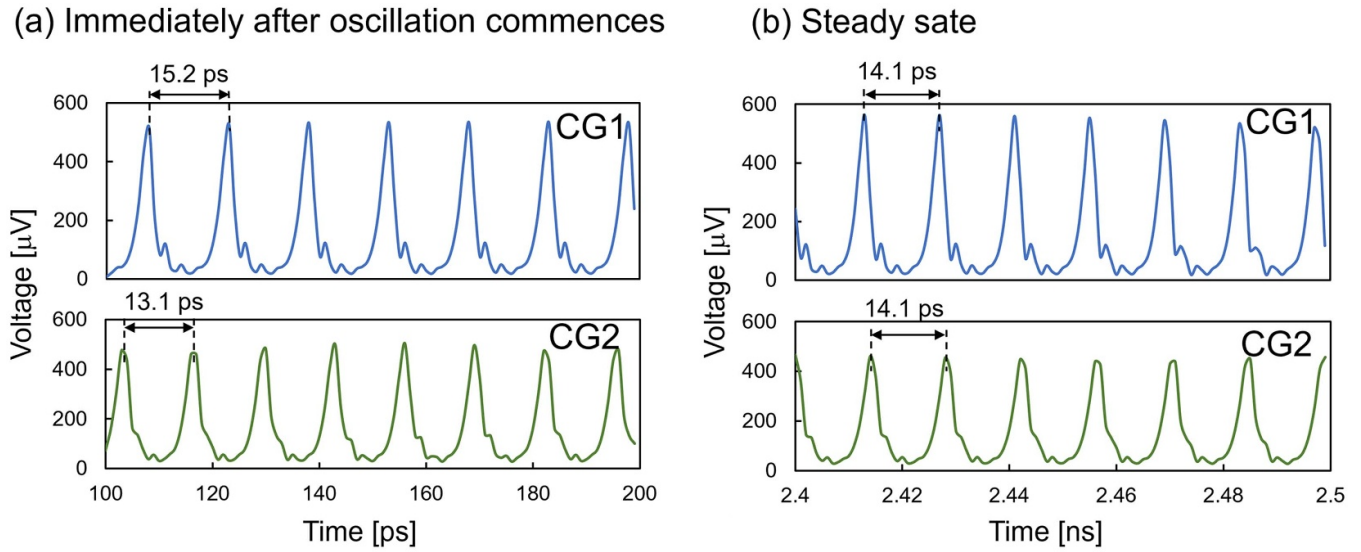 (a) Immediately after oscillation commences
15.2 ps
600
400
200
0
CG1
13.1 ps
600
400
200
0
CG2
Voltage [μV]
100 120 140 160 180 200
Time [ps]
(b) Steady sate
14.1 ps
600
400
200
0
CG1
14.1 ps
600
400
200
0
CG2
Voltage [μV]
2.4 2.42 2.44 2.46 2.48 2.5
Time [ns]